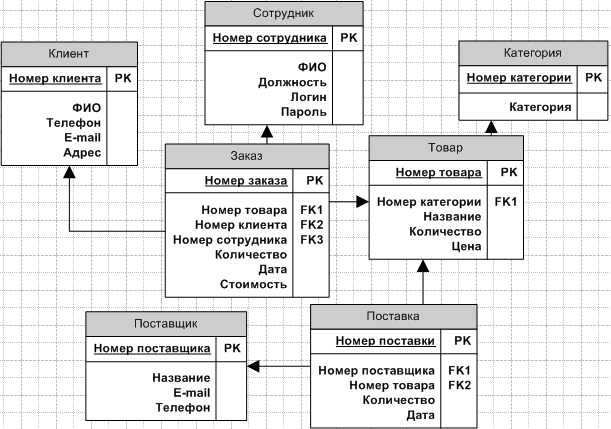 Сотрудник
Номер сотрудника PK
ФИО
Должность
Логин
Пароль
Клиент
Номер клиента PK
ФИО
Телефон
E-mail
Адрес
Категория
Номер категории PK
Категория
Заказ
Номер заказа PK
Номер товара FK1
Номер клиента FK2
Номер сотрудника FK3
Количество
Дата
Стоимость
Товар
Номер товара PK
Номер категории FK1
Название
Количество
Цена
Поставщик
Номер поставщика PK
Название
E-mail
Телефон
Поставка
Номер поставки PK
Номер поставщика FK1
Номер товара FK2
Количество
Дата